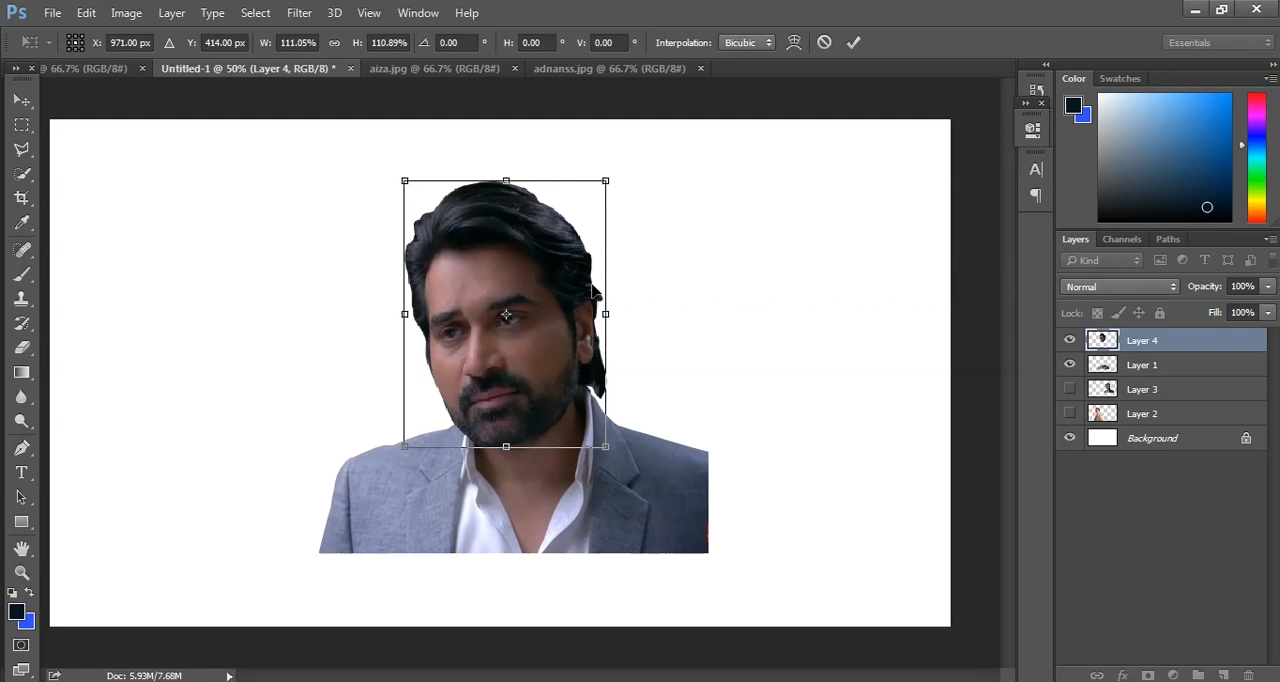 Ps File Edit Image Layer Type Select Filter 3D View Window Help
X: 971.00 px Y: 414.00 px W: 111.05% H: 110.89% 0.00 ° H: 0.00 ° V: 0.00 ° Interpolation: Bicubic Essentials
@ 66.7% (RGB/8#) × Untitled-1 @ 50% (Layer 4, RGB/8) * × aiza.jpg @ 66.7% (RGB/8#) × adnanss.jpg @ 66.7% (RGB/8#) ×
Color Swatches
A
Layers Channels Paths
Kind
Normal Opacity: 100%
Lock: Fill: 100%
Layer 4
Layer 1
Layer 3
Layer 2
Background
T
Doc: 5.93M/7.68M